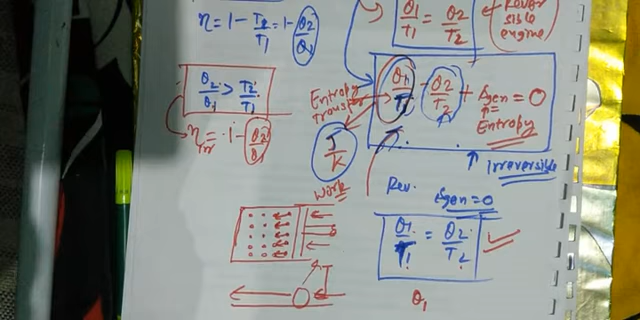 η = 1 - T₂/T₁ = 1 - Q₂/Q₁
Q₁/T₁ = Q₂/T₂
Rever
sible
engine
Q₂/Q₁ > T₂/T₁
ηirr = 1 - Q₂/Q₁
Entropy
transfer
Q₁/T₁ - Q₂/T₂ + Sgen = 0
Entropy
J/K
work
Irreversible
Rev.
Sgen = 0
Q₁/T₁ = Q₂/T₂
Q₁